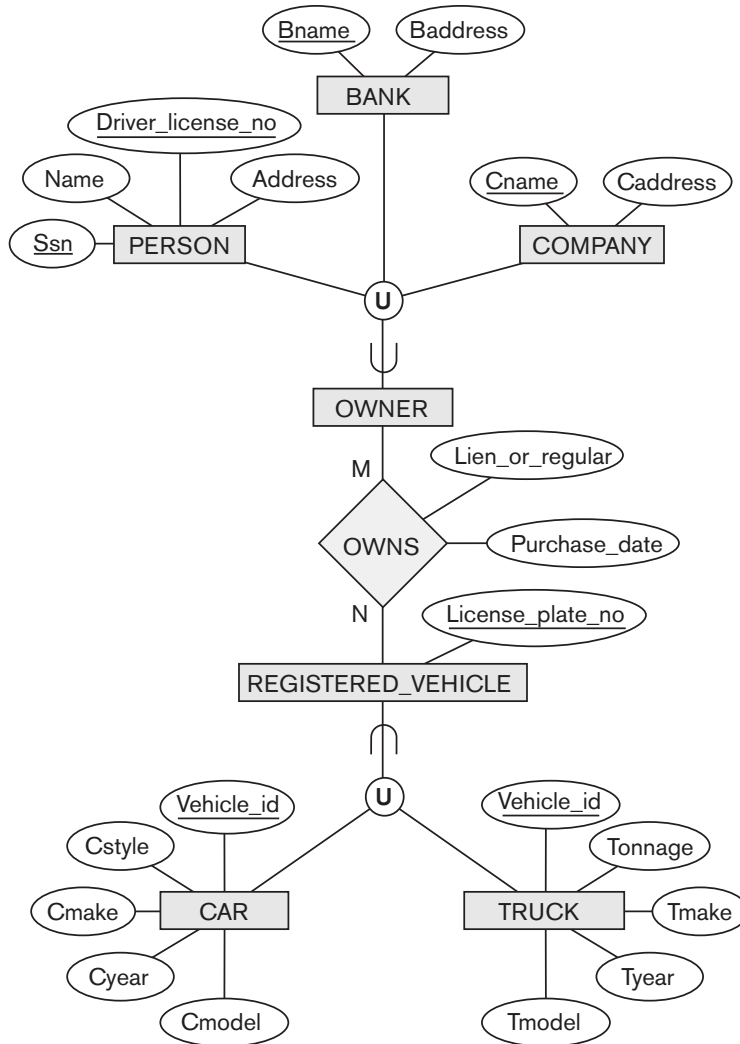 Bname Baddress
BANK
Driver_license_no
Name Address Cname Caddress
Ssn PERSON COMPANY
U
OWNER
M Lien_or_regular
OWNS Purchase_date
N License_plate_no
REGISTERED_VEHICLE
U
Vehicle_id Vehicle_id
Cstyle Tonnage
Cmake CAR TRUCK Tmake
Cyear Tyear
Cmodel Tmodel